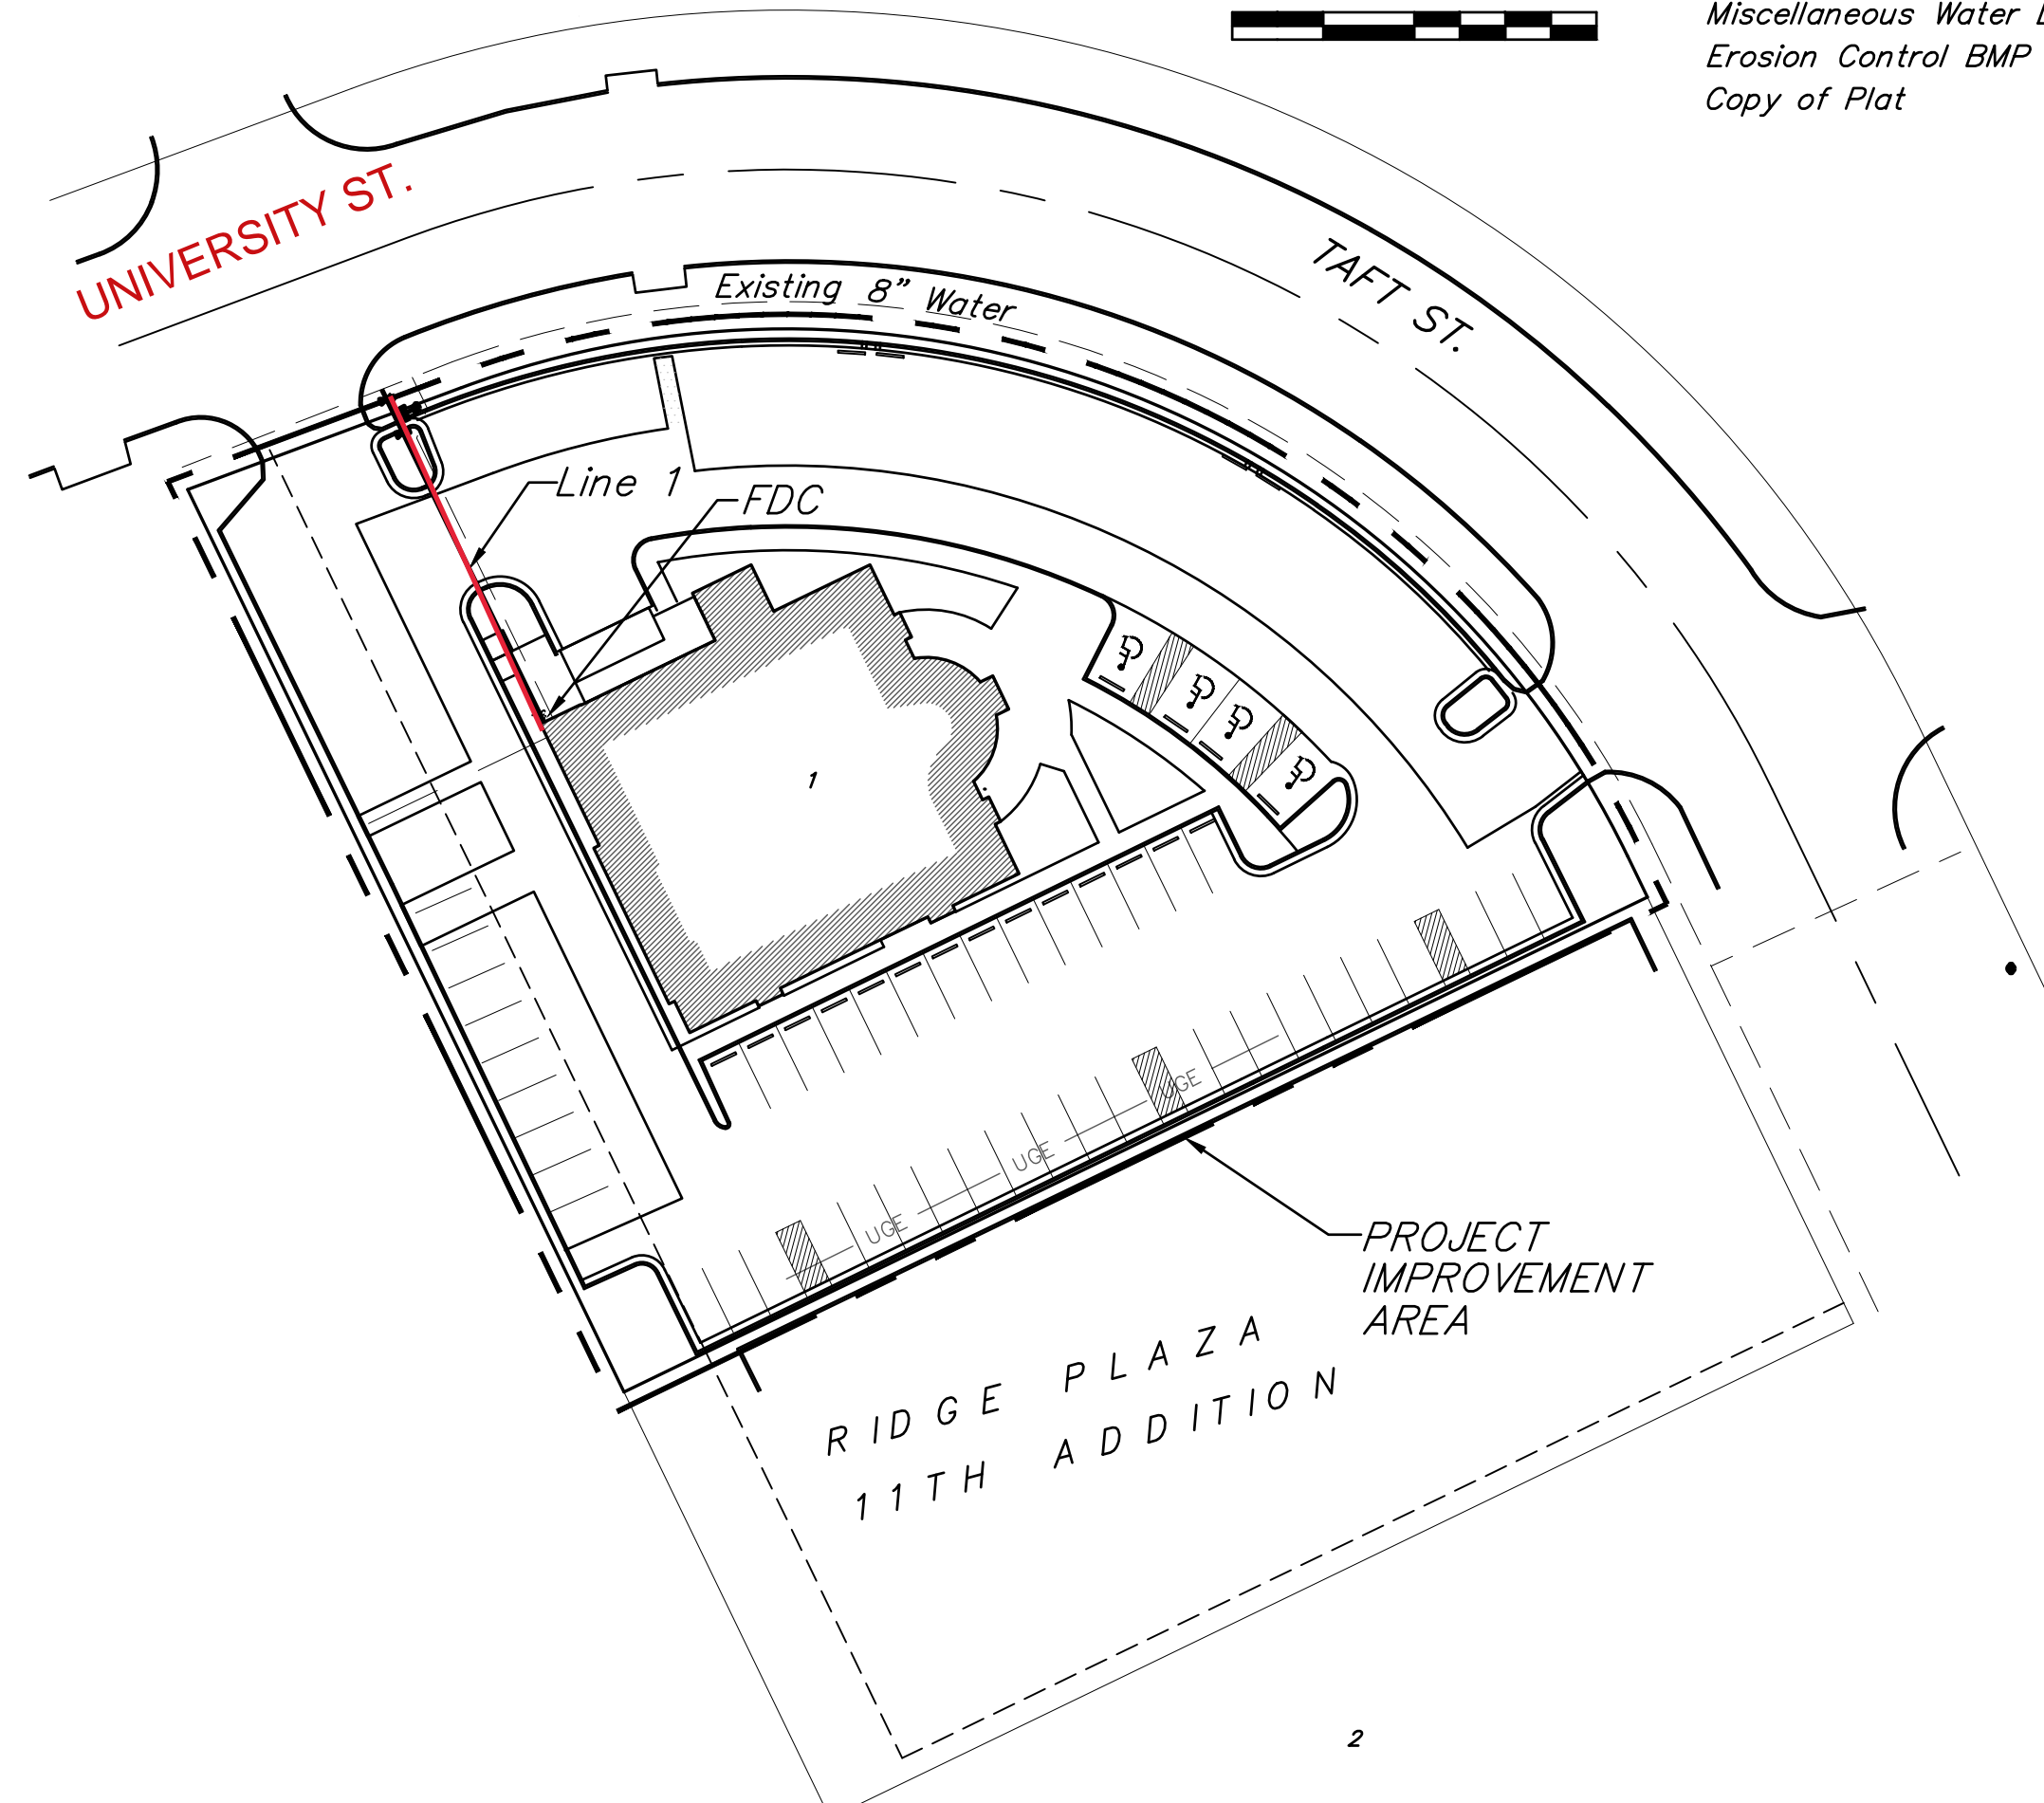 Miscellaneous Water
Erosion Control BMP
Copy of Plat
UNIVERSITY ST.
TAFT ST.
Existing 8” Water
Line 1
FDC
1
UGE
UGE
UGE
PROJECT
IMPROVEMENT
AREA
RIDGE PLAZA
11TH ADDITION
2